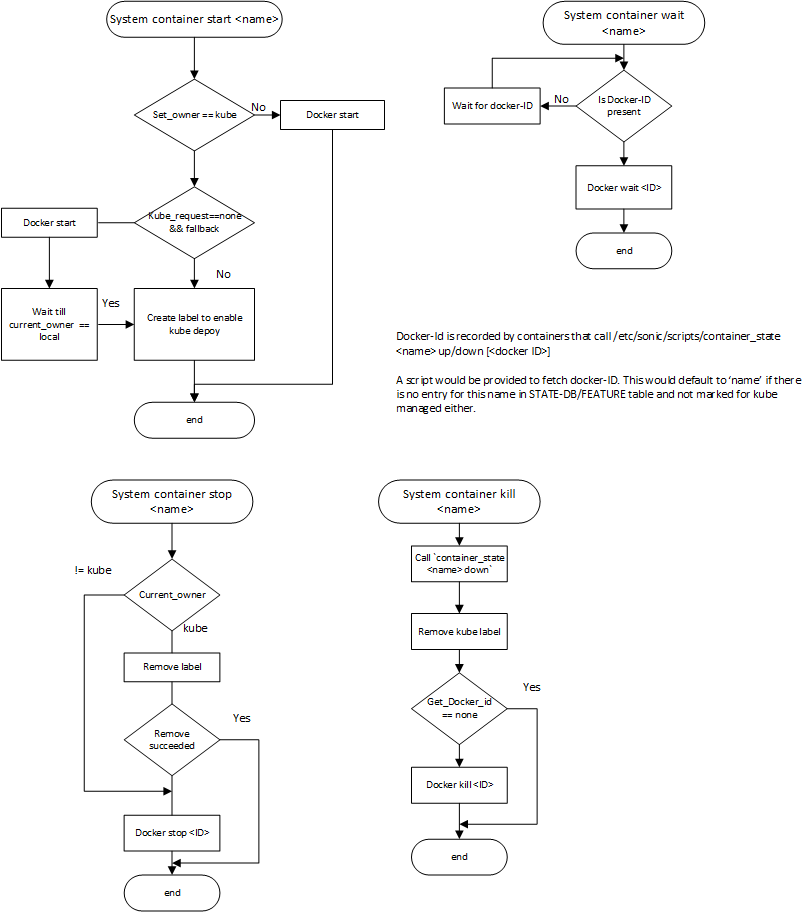 System container start <name>
Set_owner == kube
No
Docker start
Kube_request==none
&& fallback
Docker start
No
Wait till
current_owner ==
local
Yes
Create label to enable
kube depoy
end
System container wait
<name>
Wait for docker-ID
No
Is Docker-ID
present
Docker wait <ID>
end
Docker-Id is recorded by containers that call /etc/sonic/scripts/container_state
<name> up/down [<docker ID>]
A script would be provided to fetch docker-ID. This would default to ‘name’ if there
is no entry for this name in STATE-DB/FEATURE table and not marked for kube
managed either.
System container stop
<name>
!= kube
Current_owner
kube
Remove label
Yes
Remove
succeeded
Docker stop <ID>
end
System container kill
<name>
Call `container_state
<name> down`
Remove kube label
Yes
Get_Docker_id
== none
Docker kill <ID>
end